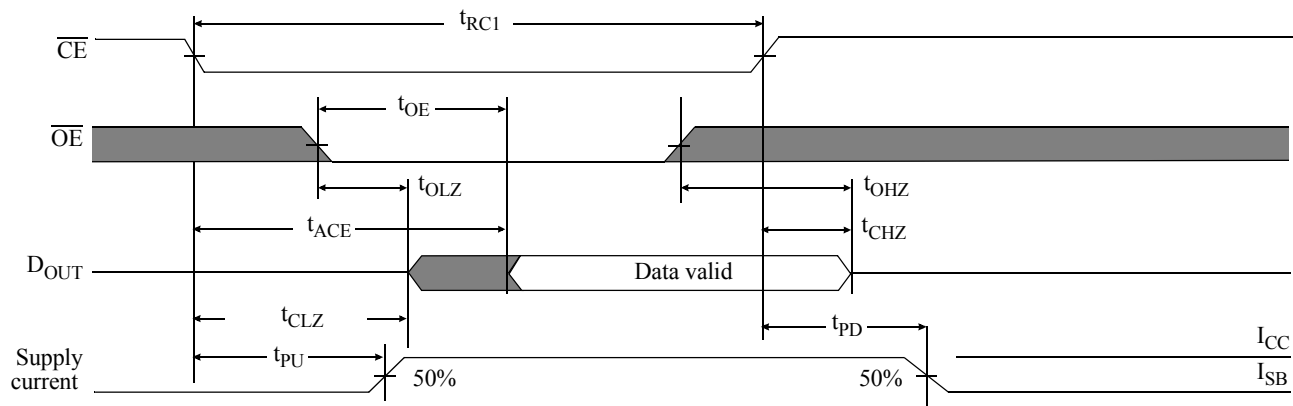 tRC1
CE
tOE
OE
tOLZ
tOHZ
tACE
tCHZ
DOUT
Data valid
tCLZ
tPD
tPU
ICC
Supply
current
50%
50%
ISB